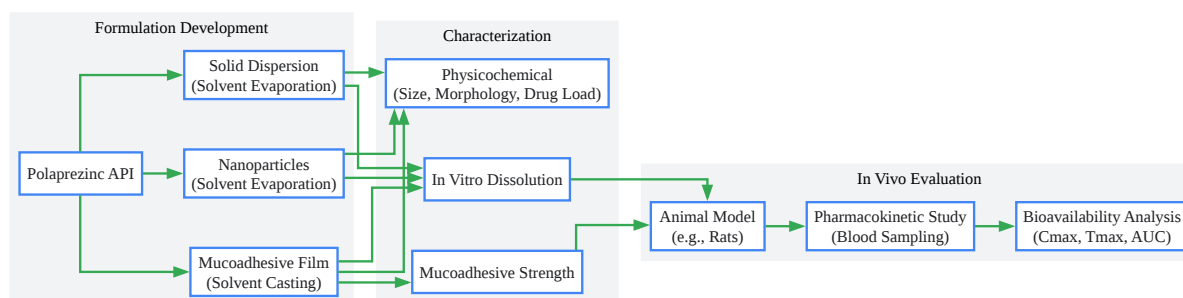 Formulation Development
Characterization
Solid Dispersion
(Solvent Evaporation)
Physicochemical
(Size, Morphology, Drug Load)
Polaprezinc API
Nanoparticles
(Solvent Evaporation)
In Vitro Dissolution
In Vivo Evaluation
Mucoadhesive Film
(Solvent Casting)
Mucoadhesive Strength
Animal Model
(e.g., Rats)
Pharmacokinetic Study
(Blood Sampling)
Bioavailability Analysis
(Cmax, Tmax, AUC)